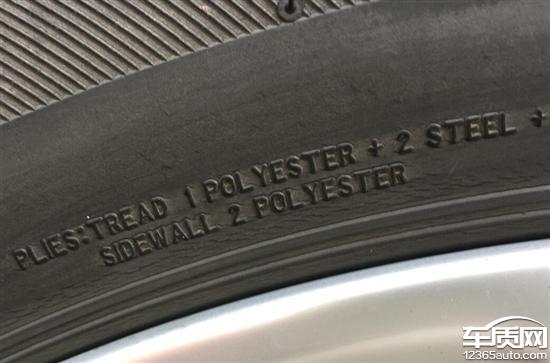 PLIES:TREAD 1 POLYESTER + 2 STEEL +
SIDEWALL 2 POLYESTER
车质网
12365auto.com